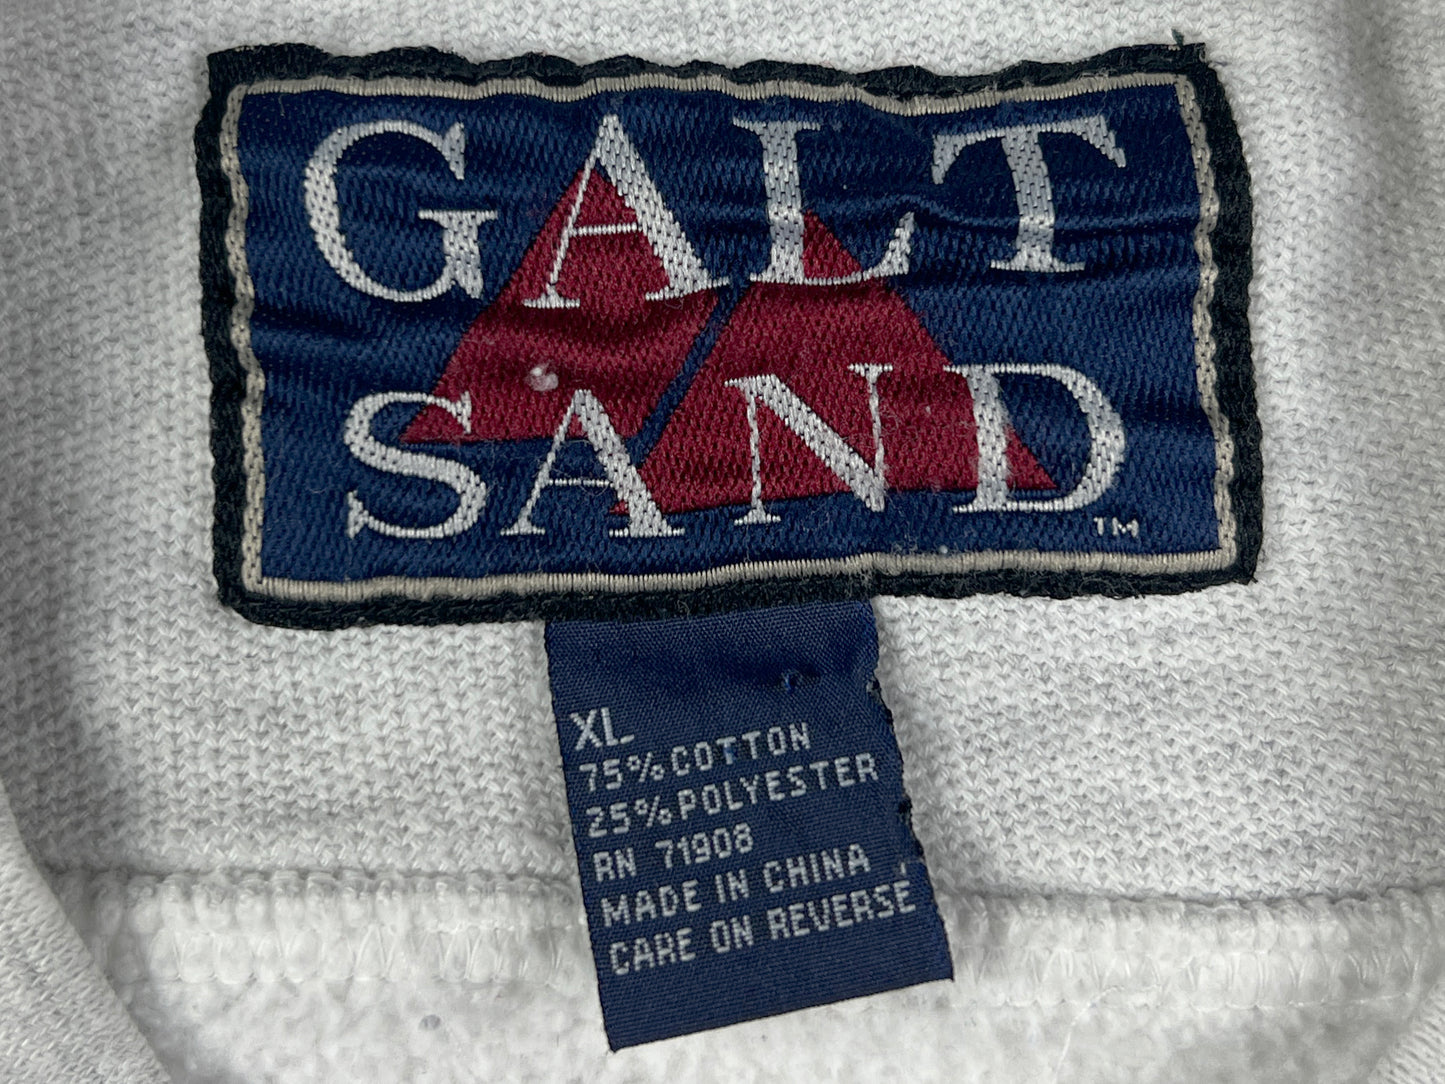 GALT
SAND
TM
XL
75% COTTON
25% POLYESTER
RN 71908
MADE IN CHINA
CARE ON REVERSE